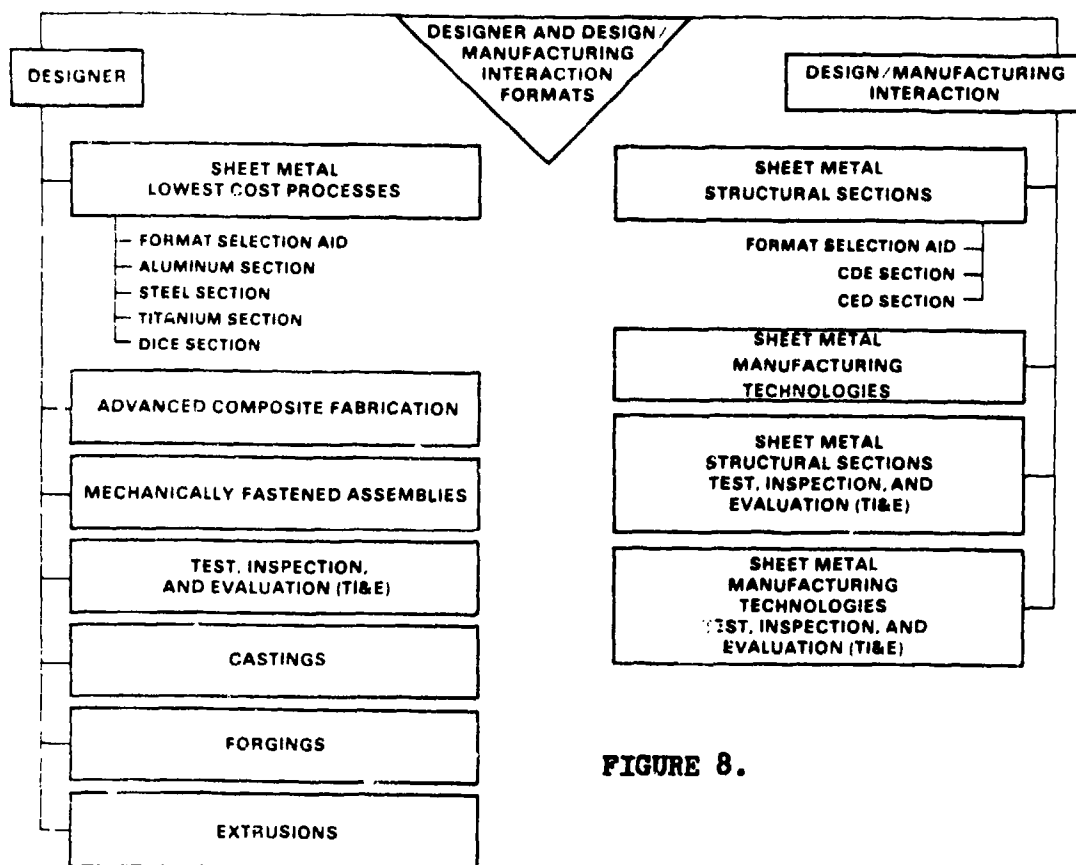 DESIGNER AND DESIGN/
MANUFACTURING
INTERACTION
FORMATS
DESIGNER
SHEET METAL
LOWEST COST PROCESSES
FORMAT SELECTION AID
ALUMINUM SECTION
STEEL SECTION
TITANIUM SECTION
DICE SECTION
ADVANCED COMPOSITE FABRICATION
MECHANICALLY FASTENED ASSEMBLIES
TEST, INSPECTION,
AND EVALUATION (TI&E)
CASTINGS
FORGINGS
EXTRUSIONS
DESIGN/MANUFACTURING
INTERACTION
SHEET METAL
STRUCTURAL SECTIONS
FORMAT SELECTION AID
CDE SECTION
CED SECTION
SHEET METAL
MANUFACTURING
TECHNOLOGIES
SHEET METAL
STRUCTURAL SECTIONS
TEST, INSPECTION, AND
EVALUATION (TI&E)
SHEET METAL
MANUFACTURING
TECHNOLOGIES
TEST, INSPECTION, AND
EVALUATION (TI&E)
FIGURE 8.